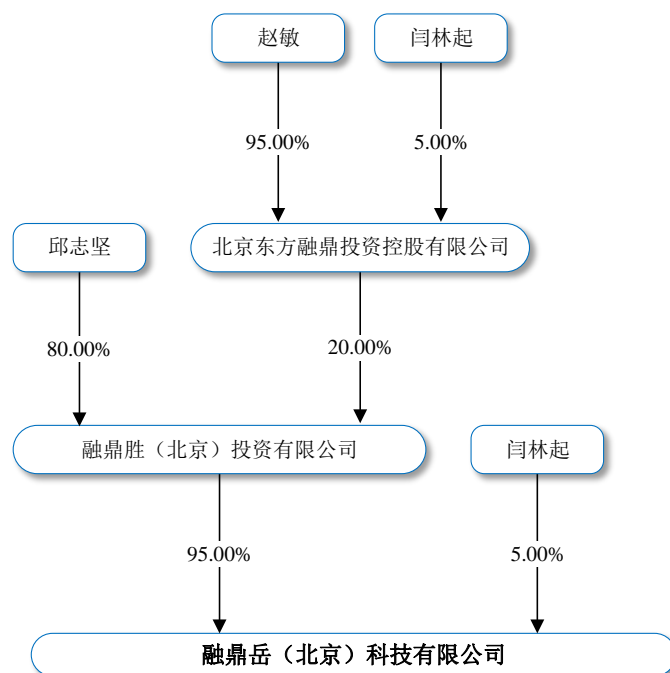 赵敏
闫林起
95.00%
5.00%
邱志坚
北京东方融鼎投资控股有限公司
80.00%
20.00%
融鼎胜（北京）投资有限公司
闫林起
95.00%
5.00%
融鼎岳（北京）科技有限公司